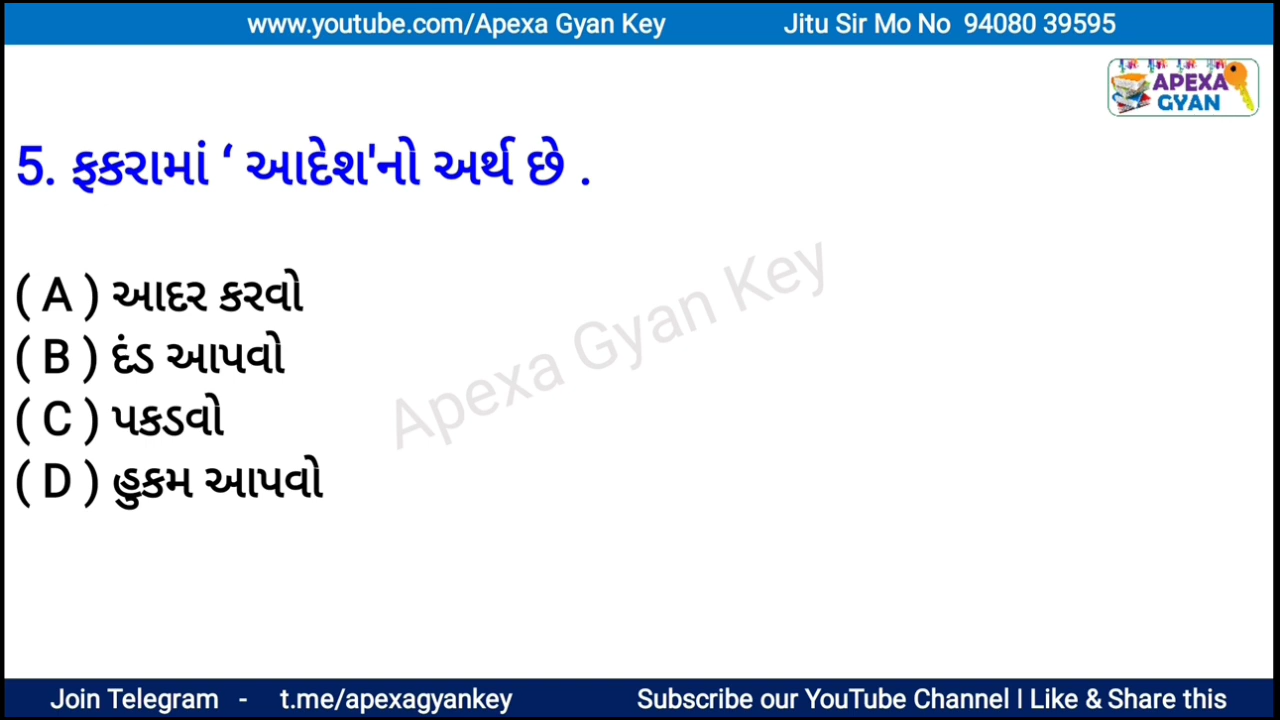 www.youtube.com/Apexa Gyan Key Jitu Sir Mo No 94080 39595
APEXA
GYAN
5. ફકરામાં ‘ આદેશ'નો અર્થ છે .
( A ) આદર કરવો
( B ) દંડ આપવો
( C ) પકડવો
( D ) હુકમ આપવો
Apexa Gyan Key
Join Telegram - t.me/apexagyankey Subscribe our YouTube Channel l Like & Share this